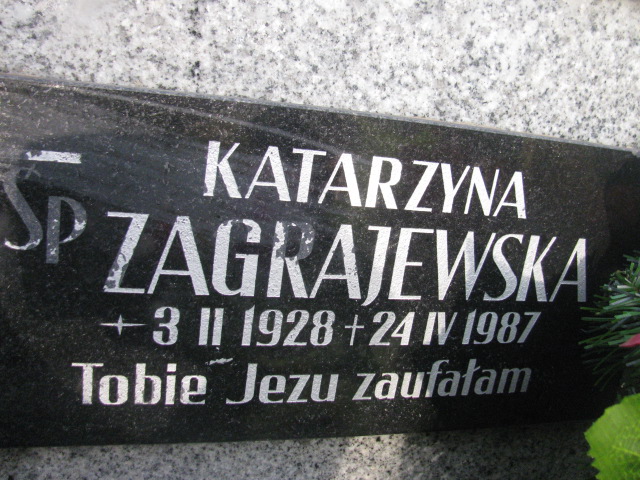 ŚP KATARZYNA
ZAGRAJEWSKA
3 II 1928 † 24 IV 1987
Tobie Jezu zaufałam